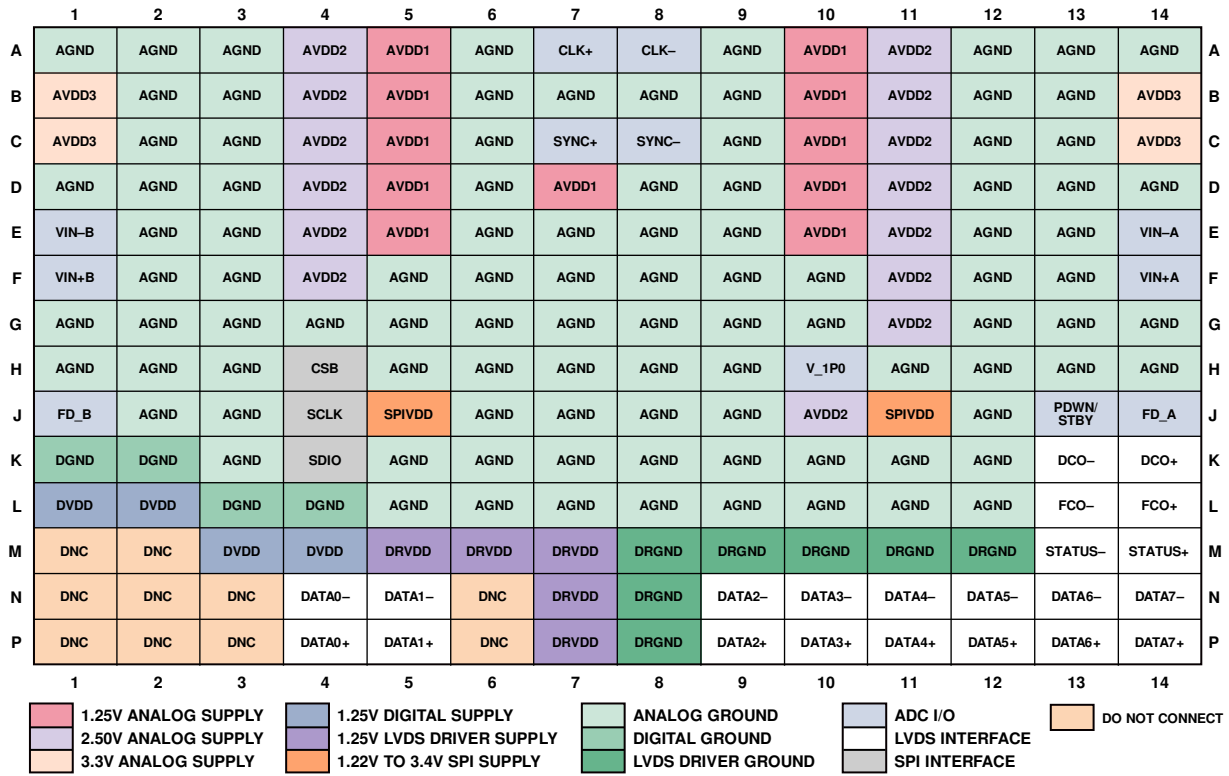 1 2 3 4 5 6 7 8 9 10 11 12 13 14
A AGND AGND AGND AVDD2 AVDD1 AGND CLK+ CLK– AGND AVDD1 AVDD2 AGND AGND AGND A
B AVDD3 AGND AGND AVDD2 AVDD1 AGND AGND AGND AGND AVDD1 AVDD2 AGND AGND AVDD3 B
C AVDD3 AGND AGND AVDD2 AVDD1 AGND SYNC+ SYNC– AGND AVDD1 AVDD2 AGND AGND AVDD3 C
D AGND AGND AGND AVDD2 AVDD1 AGND AVDD1 AGND AGND AVDD1 AVDD2 AGND AGND AGND D
E VIN–B AGND AGND AVDD2 AVDD1 AGND AGND AGND AGND AVDD1 AVDD2 AGND AGND VIN–A E
F VIN+B AGND AGND AVDD2 AGND AGND AGND AGND AGND AGND AVDD2 AGND AGND VIN+A F
G AGND AGND AGND AGND AGND AGND AGND AGND AGND AGND AVDD2 AGND AGND AGND G
H AGND AGND AGND CSB AGND AGND AGND AGND AGND V_1P0 AGND AGND AGND AGND H
J FD_B AGND AGND SCLK SPIVDD AGND AGND AGND AGND AVDD2 SPIVDD AGND PDWN/ STBY FD_A J
K DGND DGND AGND SDIO AGND AGND AGND AGND AGND AGND AGND AGND DCO– DCO+ K
L DVDD DVDD DGND DGND AGND AGND AGND AGND AGND AGND AGND AGND FCO– FCO+ L
M DNC DNC DVDD DVDD DRVDD DRVDD DRVDD DRGND DRGND DRGND DRGND DRGND STATUS– STATUS+ M
N DNC DNC DNC DATA0– DATA1– DNC DRVDD DRGND DATA2– DATA3– DATA4– DATA5– DATA6– DATA7– N
P DNC DNC DNC DATA0+ DATA1+ DNC DRVDD DRGND DATA2+ DATA3+ DATA4+ DATA5+ DATA6+ DATA7+ P
1 2 3 4 5 6 7 8 9 10 11 12 13 14
1.25V ANALOG SUPPLY 1.25V DIGITAL SUPPLY ANALOG GROUND ADC I/O DO NOT CONNECT
2.50V ANALOG SUPPLY 1.25V LVDS DRIVER SUPPLY DIGITAL GROUND LVDS INTERFACE
3.3V ANALOG SUPPLY 1.22V TO 3.4V SPI SUPPLY LVDS DRIVER GROUND SPI INTERFACE